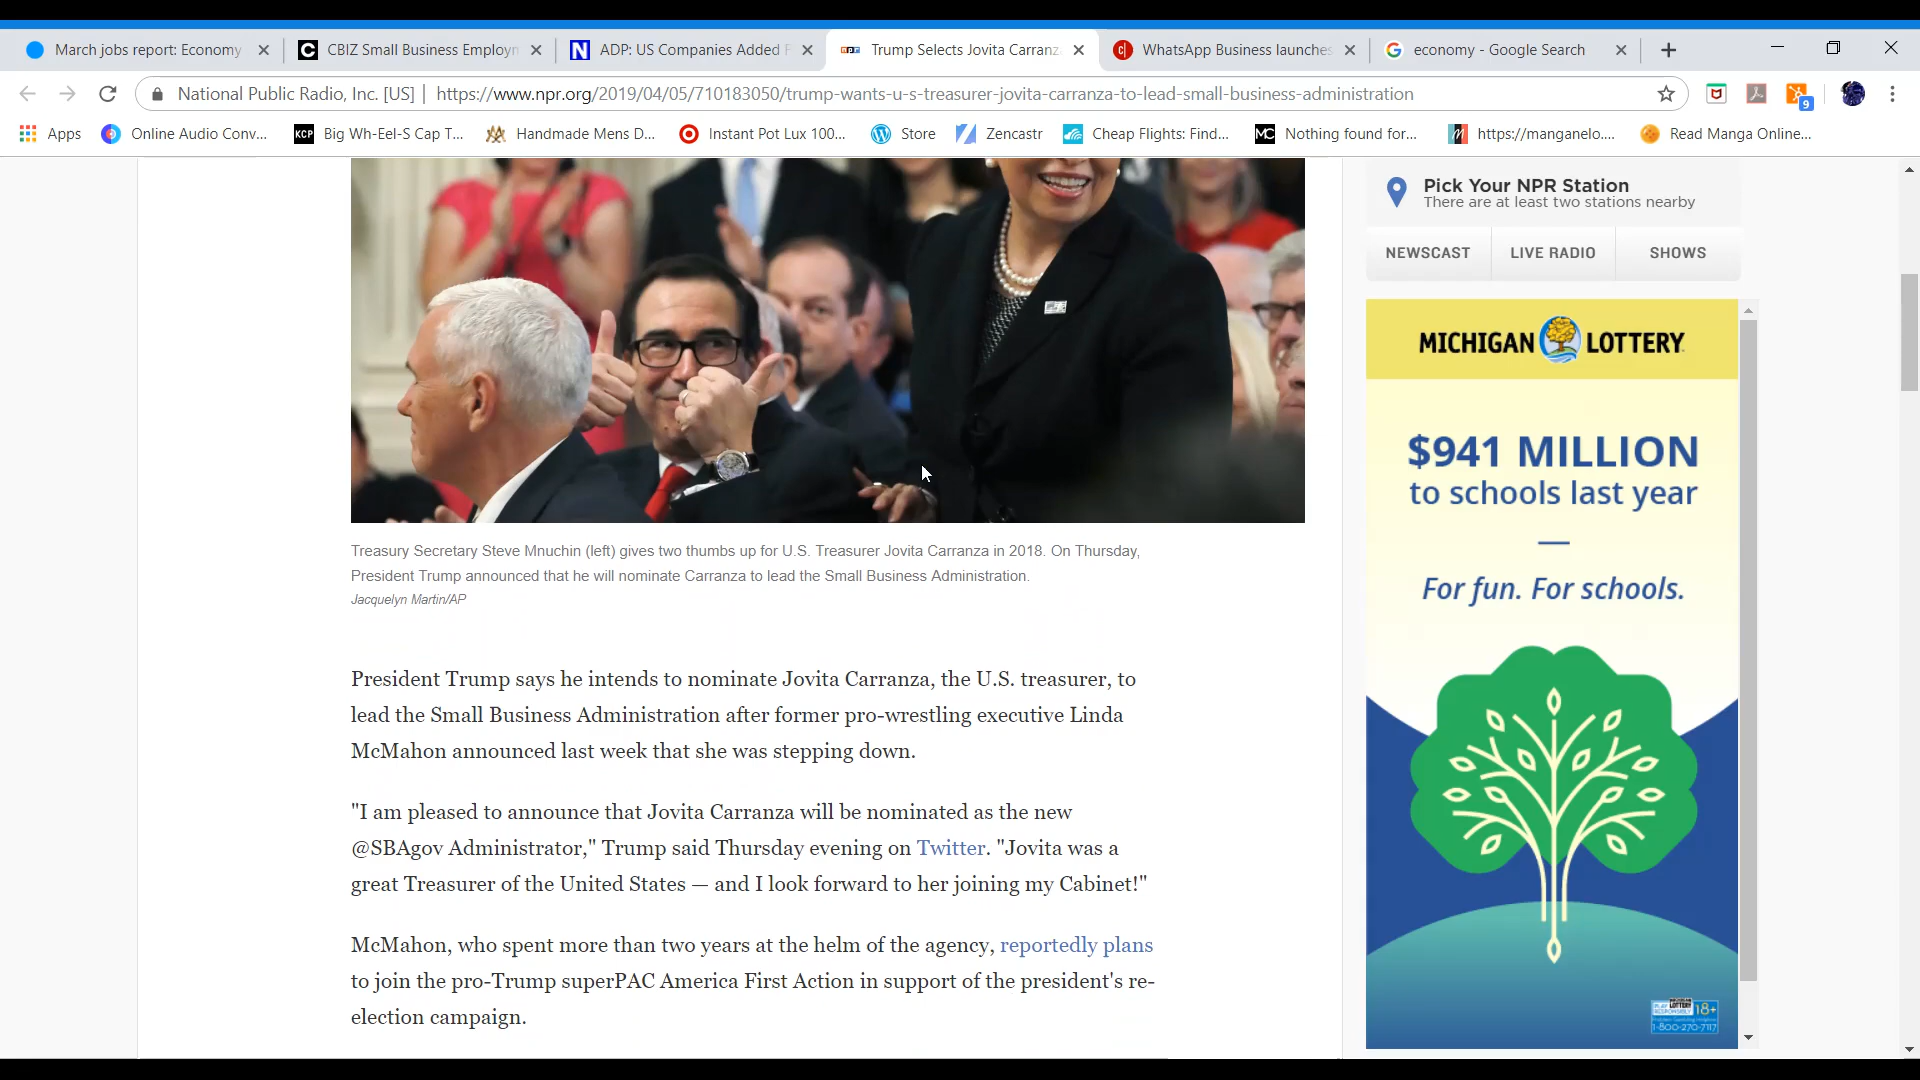 March jobs report: Economy
CBIZ Small Business Employn
ADP: US Companies Added F
Trump Selects Jovita Carranz
WhatsApp Business launches
economy - Google Search
National Public Radio, Inc. [US] | https://www.npr.org/2019/04/05/710183050/trump-wants-u-s-treasurer-jovita-carranza-to-lead-small-business-administration
9
Apps
Online Audio Conv...
KCP
Big Wh-Eel-S Cap T...
Handmade Mens D...
Instant Pot Lux 100...
Store
Zencastr
Cheap Flights: Find...
MC
Nothing found for...
https://manganelo....
Read Manga Online...
Pick Your NPR Station
There are at least two stations nearby
NEWSCAST
LIVE RADIO
SHOWS
MICHIGAN LOTTERY
$941 MILLION
to schools last year
For fun. For schools.
18+
1-800-270-7117
Treasury Secretary Steve Mnuchin (left) gives two thumbs up for U.S. Treasurer Jovita Carranza in 2018. On Thursday,
President Trump announced that he will nominate Carranza to lead the Small Business Administration.
Jacquelyn Martin/AP
President Trump says he intends to nominate Jovita Carranza, the U.S. treasurer, to
lead the Small Business Administration after former pro-wrestling executive Linda
McMahon announced last week that she was stepping down.
"I am pleased to announce that Jovita Carranza will be nominated as the new
@SBAgov Administrator," Trump said Thursday evening on Twitter. "Jovita was a
great Treasurer of the United States — and I look forward to her joining my Cabinet!"
McMahon, who spent more than two years at the helm of the agency, reportedly plans
to join the pro-Trump superPAC America First Action in support of the president's re-
election campaign.